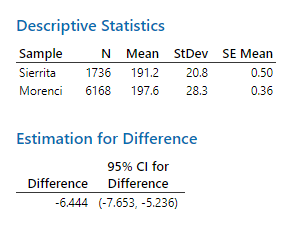 Descriptive Statistics
Sample N Mean StDev SE Mean
Sierrita 1736 191.2 20.8 0.50
Morenci 6168 197.6 28.3 0.36
Estimation for Difference
95% CI for
Difference Difference
-6.444 (-7.653, -5.236)